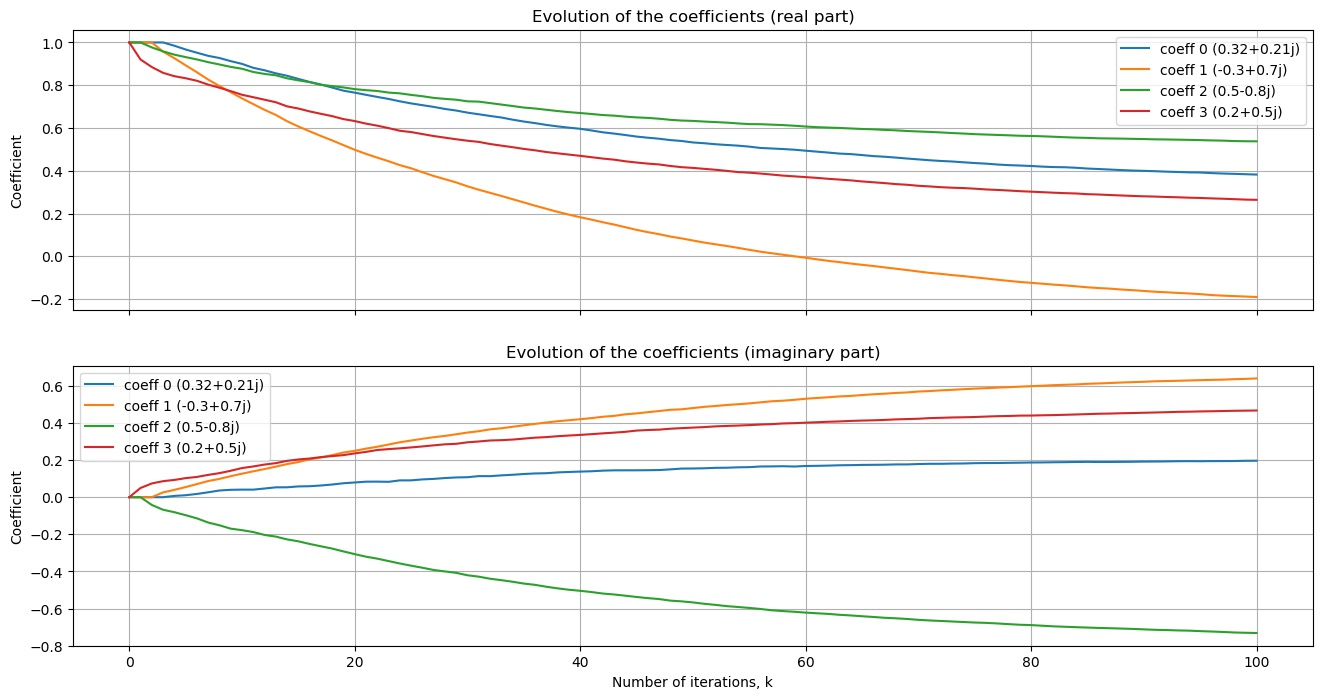 Evolution of the coefficients (real part)
1.0
0.8
0.6
0.4
0.2
0.0
−0.2
Coefficient
coeff 0 (0.32+0.21j)
coeff 1 (-0.3+0.7j)
coeff 2 (0.5-0.8j)
coeff 3 (0.2+0.5j)
Evolution of the coefficients (imaginary part)
0.6
0.4
0.2
0.0
−0.2
−0.4
−0.6
−0.8
Coefficient
coeff 0 (0.32+0.21j)
coeff 1 (-0.3+0.7j)
coeff 2 (0.5-0.8j)
coeff 3 (0.2+0.5j)
0 20 40 60 80 100
Number of iterations, k